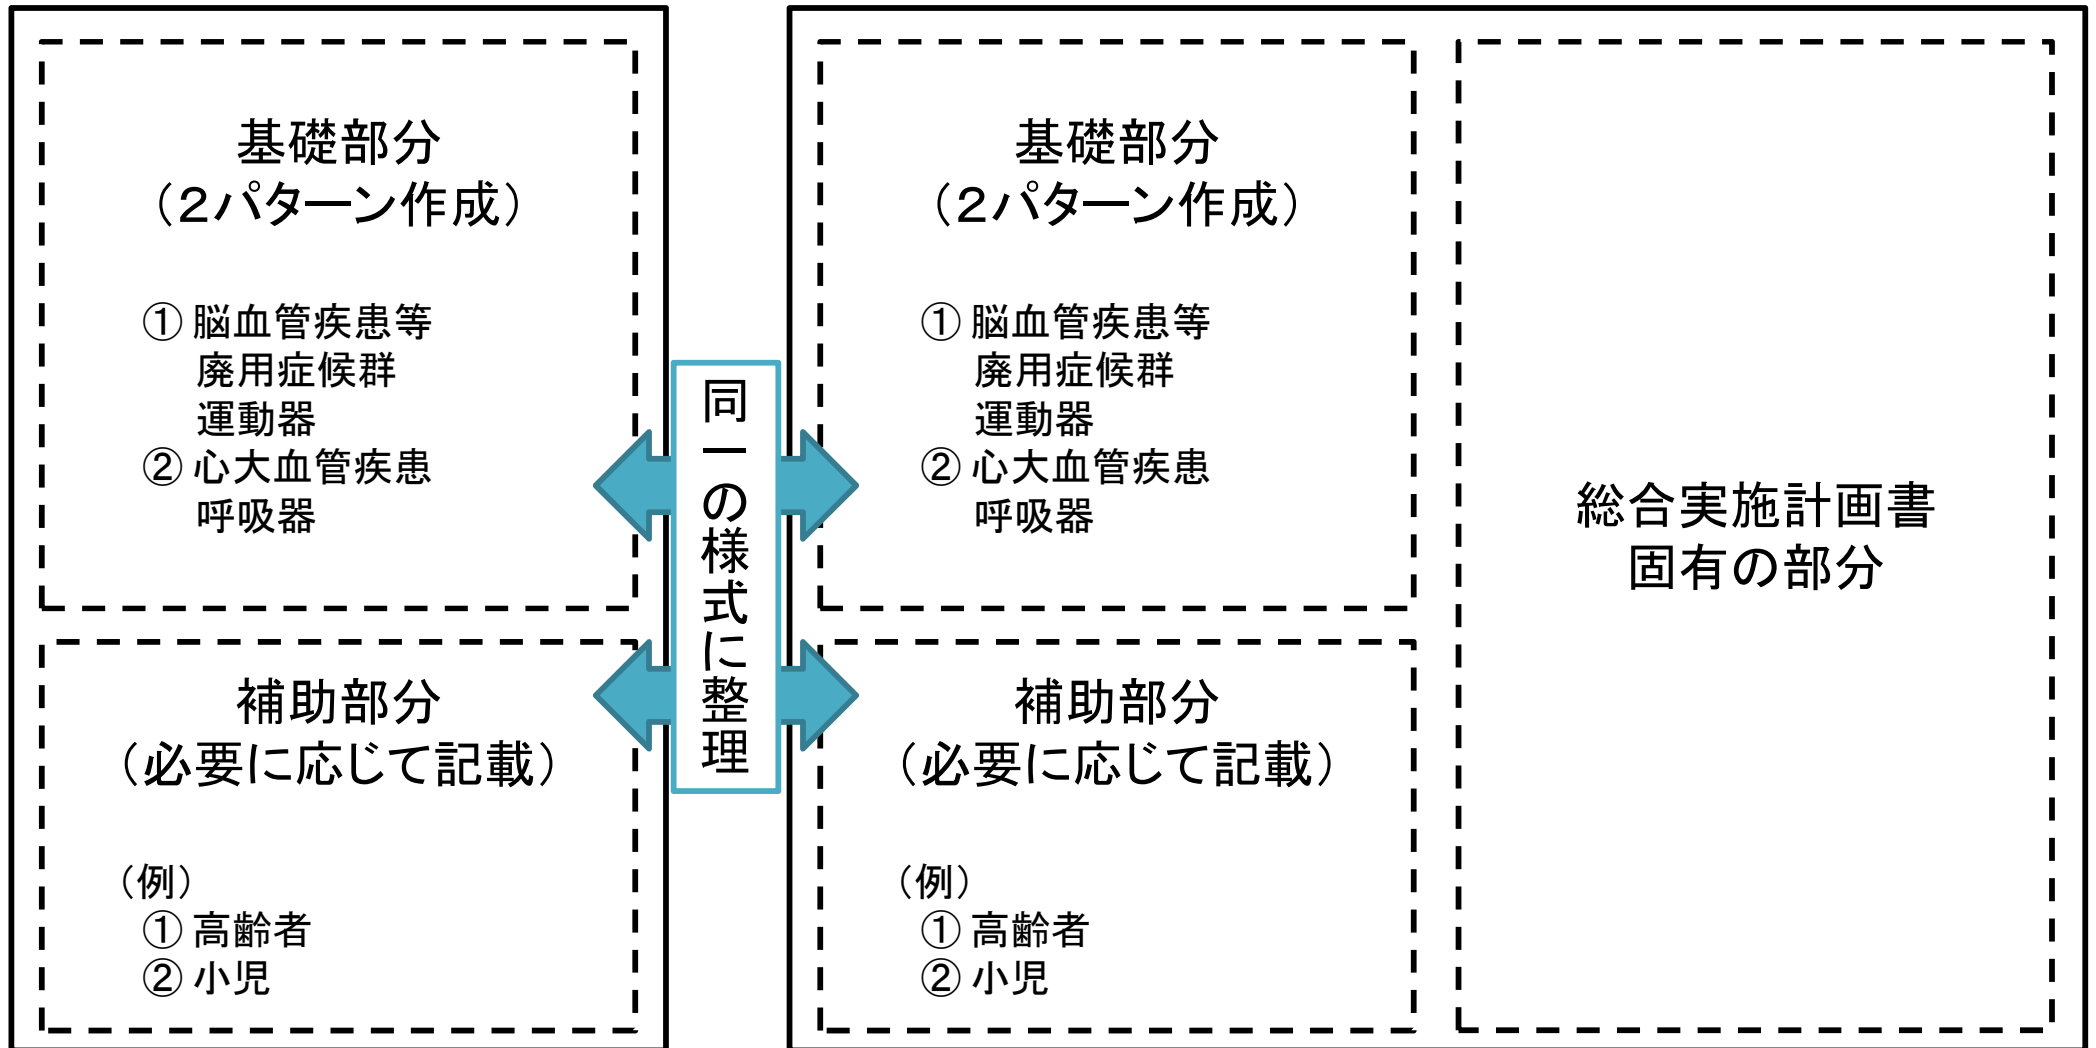 基礎部分
（２パターン作成）
① 脳血管疾患等
廃用症候群
運動器
② 心大血管疾患
呼吸器
補助部分
（必要に応じて記載）
（例）
① 高齢者
② 小児
同一の様式に整理
基礎部分
（２パターン作成）
① 脳血管疾患等
廃用症候群
運動器
② 心大血管疾患
呼吸器
補助部分
（必要に応じて記載）
（例）
① 高齢者
② 小児
総合実施計画書
固有の部分